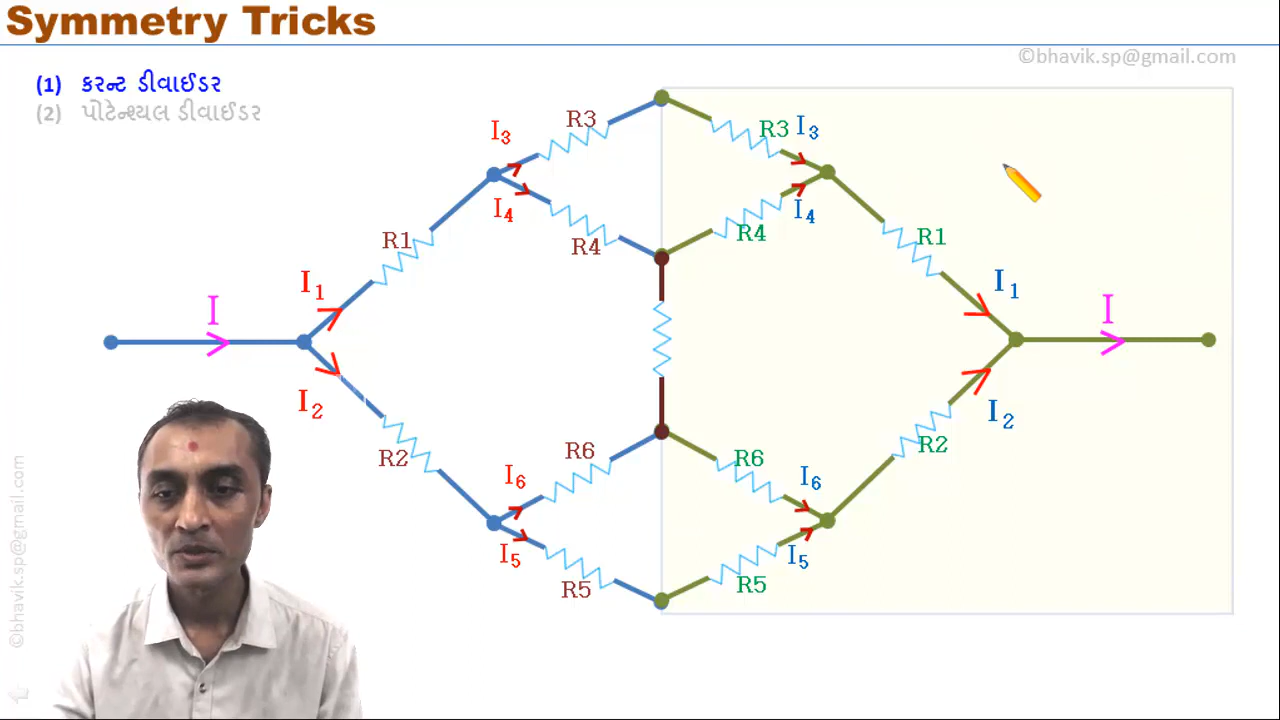 Symmetry Tricks
©bhavik.sp@gmail.com
(1) કરન્ટ ડીવાઈડર
(2) પોટેન્શ્યલ ડીવાઈડર
I3 R3 R3 I3
I4 R4 R4 I4
R1 R1
I1 I1
I I
I2 I2
R2 R2
I6 R6 R6 I6
I5 R5 R5 I5
©bhavik.sp@gmail.com